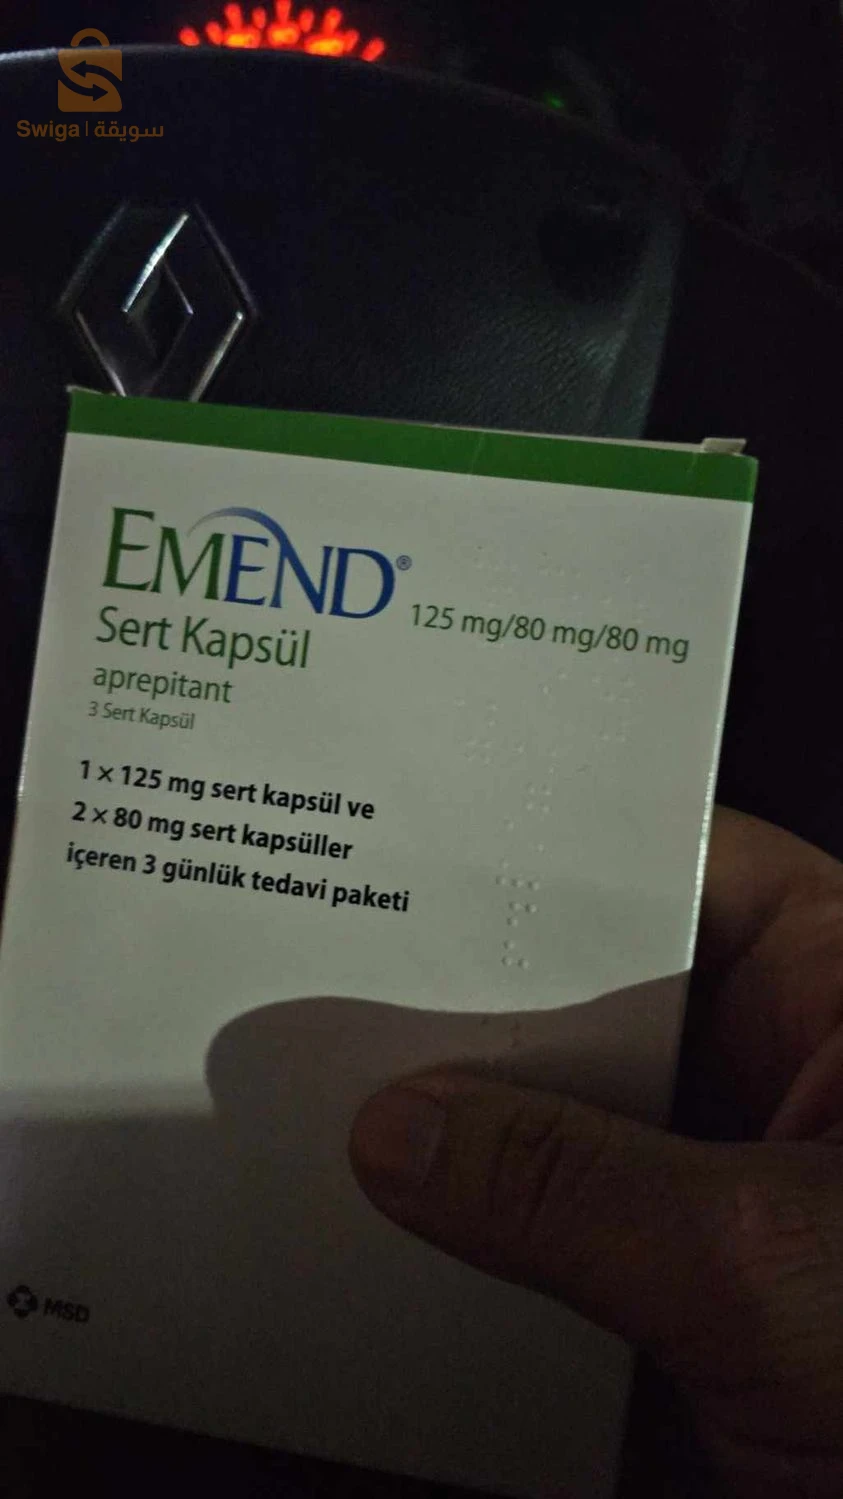 Swiga | سويقة
EMEND®
125 mg/80 mg/80 mg
Sert Kapsül
aprepitant
3 Sert Kapsül
1 x 125 mg sert kapsül ve
2 x 80 mg sert kapsüller
içeren 3 günlük tedavi paketi
MSD